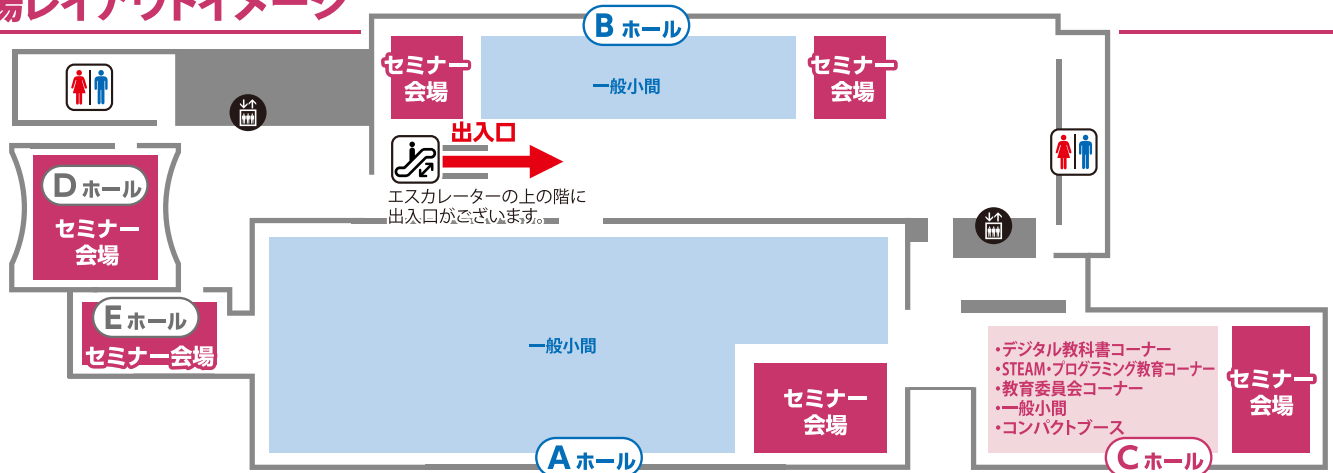 場レイアウトイメージ
Bホール
セミナー
会場
一般小間
セミナー
会場
出入口
エスカレーターの上の階に
出入口がございます。
Dホール
セミナー
会場
Eホール
セミナー会場
一般小間
セミナー
会場
Aホール
・デジタル教科書コーナー
・STEAM・プログラミング教育コーナー
・教育委員会コーナー
・一般小間
・コンパクトブース
セミナー
会場
Cホール